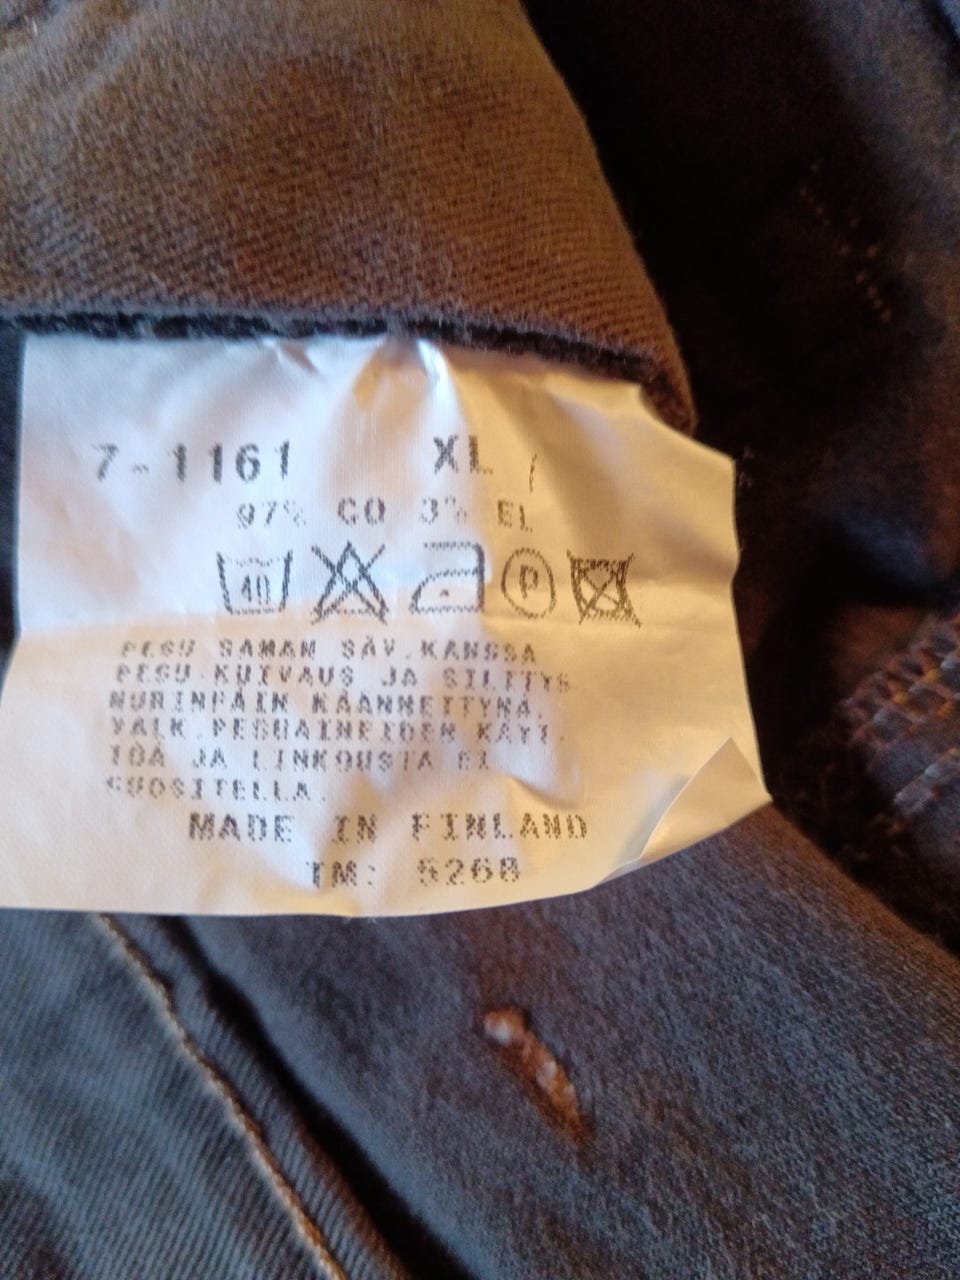 7-1161 XL
97% CO 3% EL
40 P
PESU SAMAN SÄV.KANSSA
PESU.KUIVAUS JA SILITYS
NURINPÄIN KÄÄNNETTYNÄ.
VALK.PESUAINEIDEN KÄYT.
TÖÄ JA LINKOUSTA EI
SUOSITELLA.
MADE IN FINLAND
TM: 5268